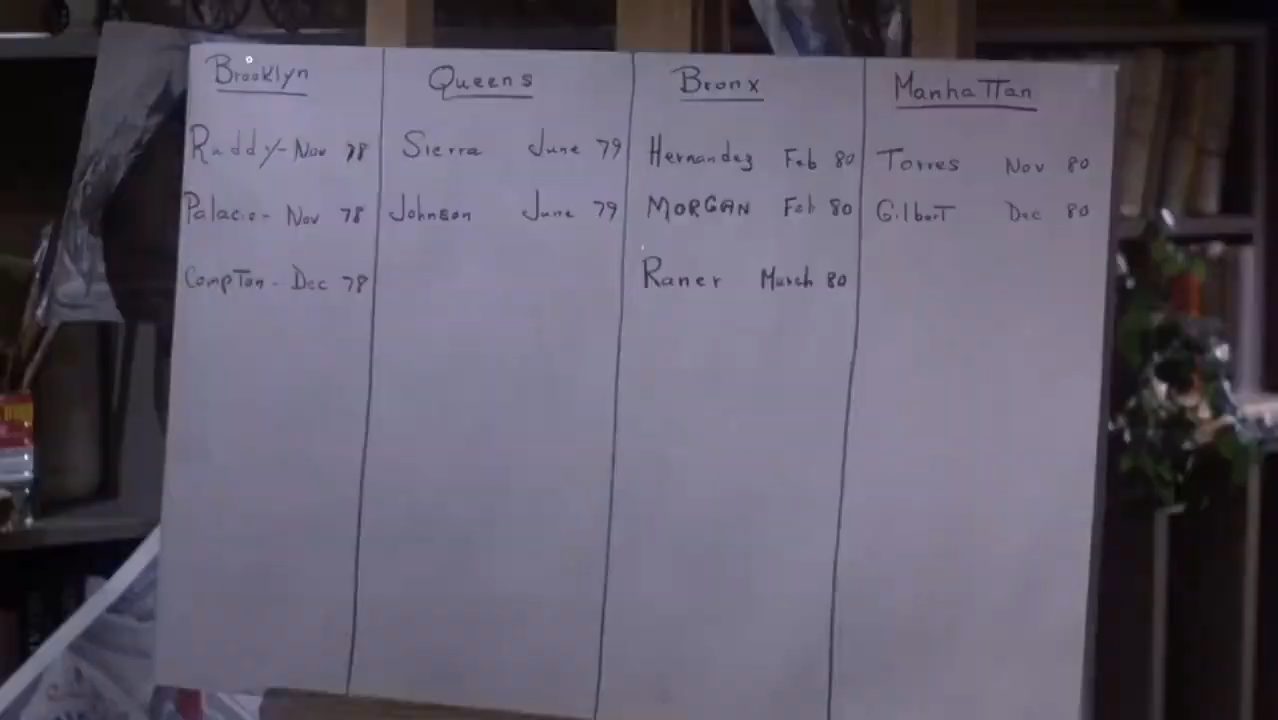 Brooklyn Queens Bronx ManhaTTan
Ruddy- Nov 78 Sierra June 79 Hernandez Feb 80 Torres Nov 80
Palacio- Nov 78 Johnson June 79 MORGAN Feb 80 GilberT Dec 80
CompTon- Dec 78 Raner March 80